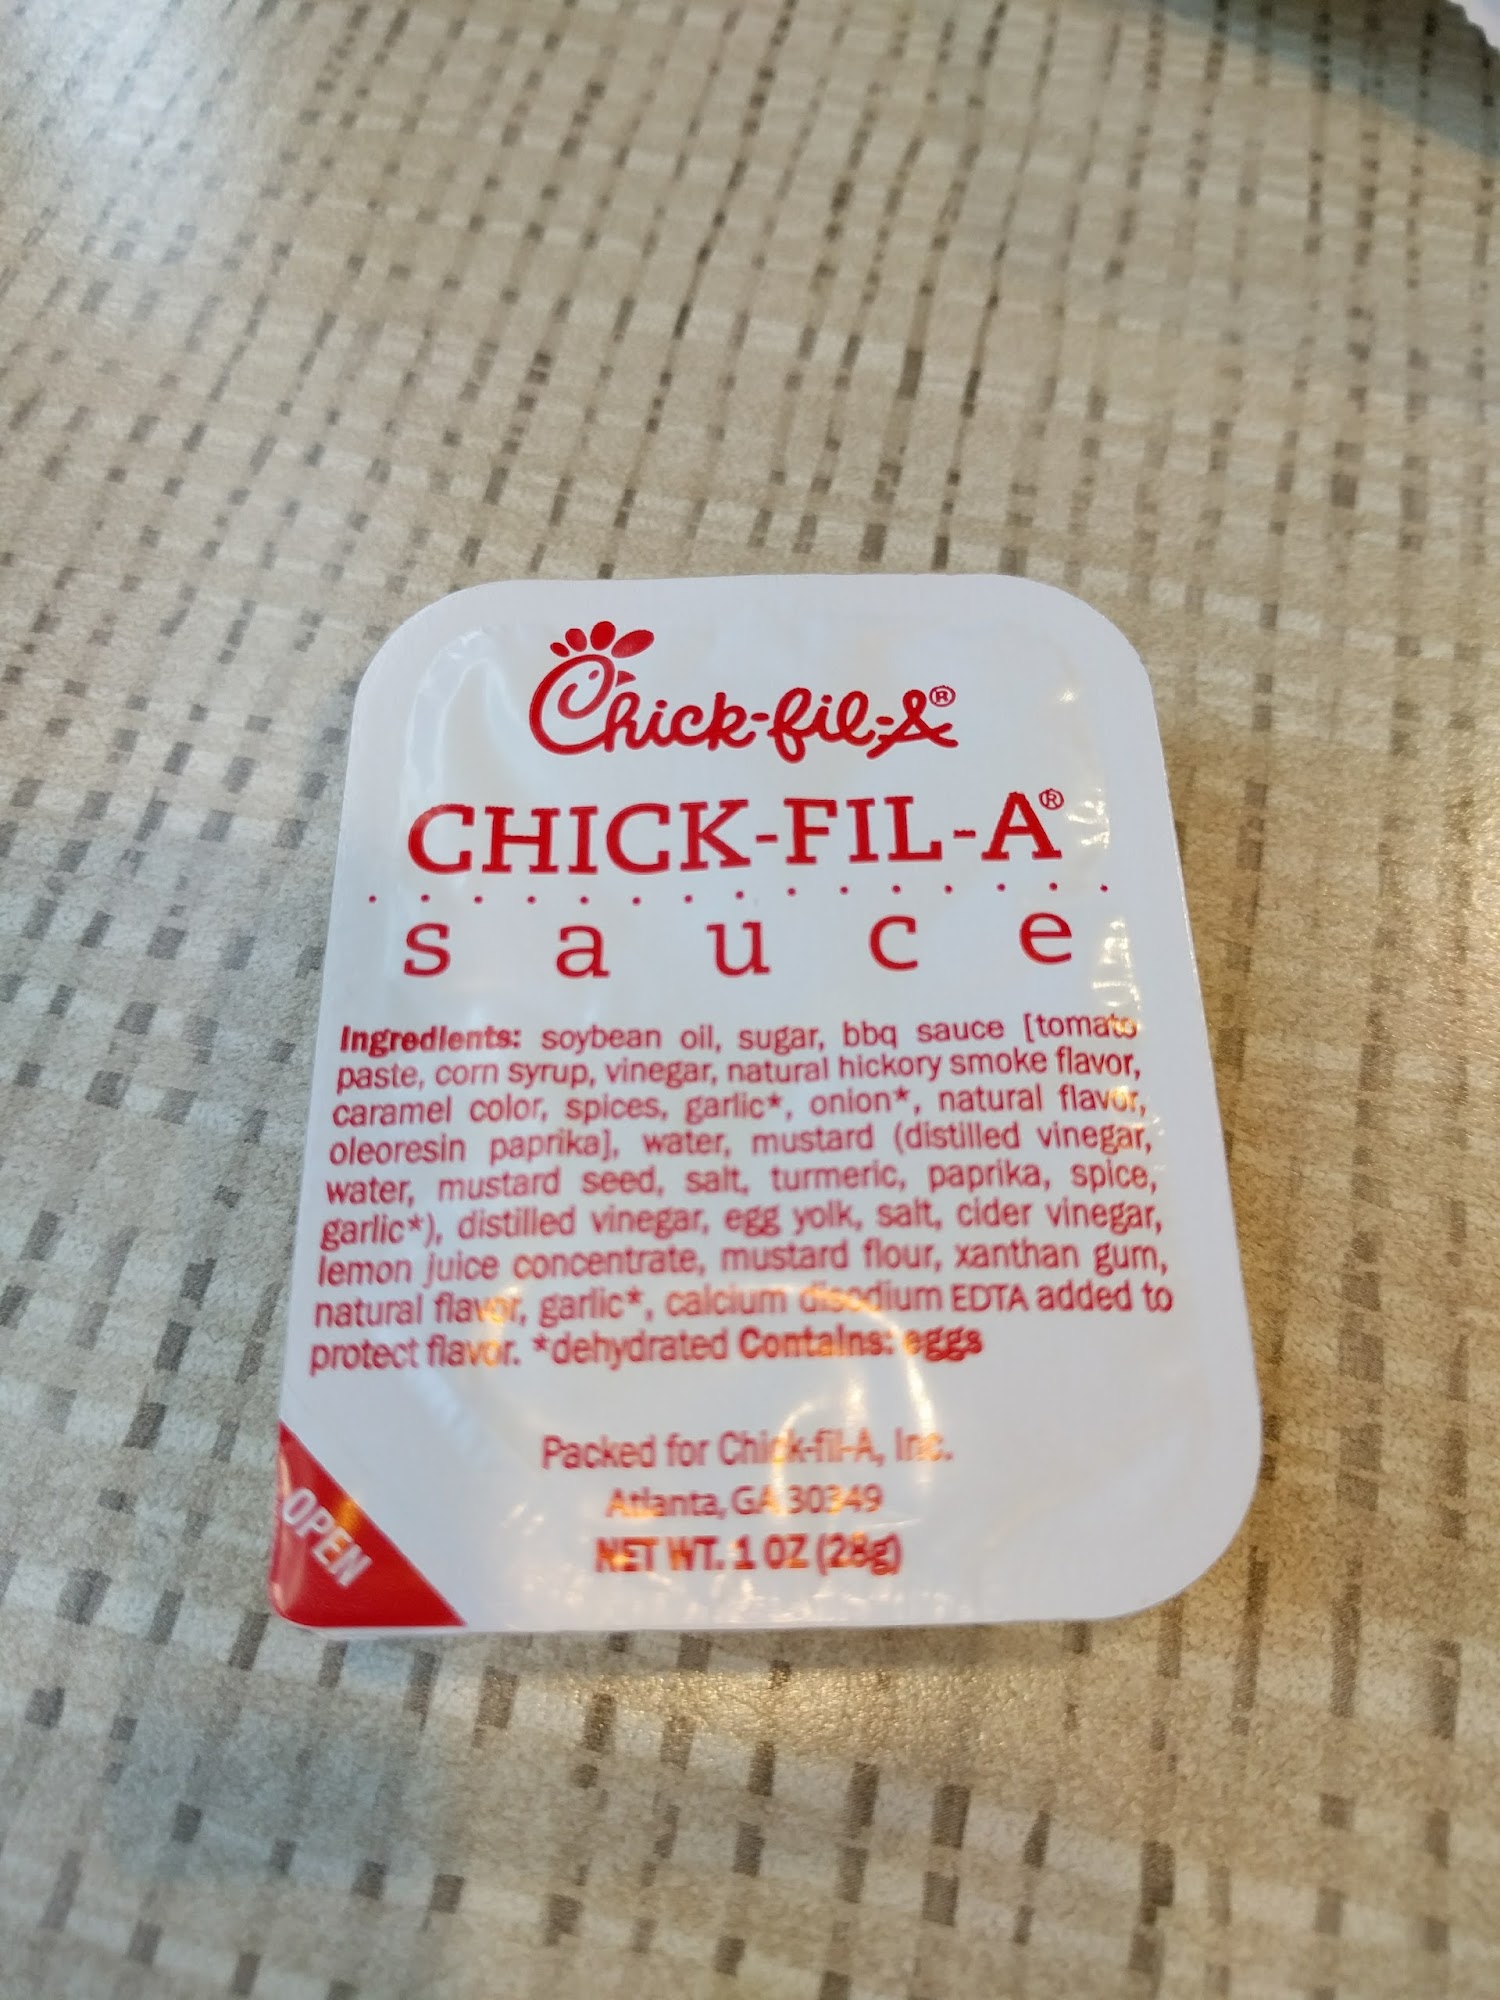 Chick-fil-A®
CHICK-FIL-A®
sauce
Ingredients: soybean oil, sugar, bbq sauce [tomato
paste, corn syrup, vinegar, natural hickory smoke flavor,
caramel color, spices, garlic*, onion*, natural flavor,
oleoresin paprika], water, mustard (distilled vinegar,
water, mustard seed, salt, turmeric, paprika, spice,
garlic*), distilled vinegar, egg yolk, salt, cider vinegar,
lemon juice concentrate, mustard flour, xanthan gum,
natural flavor, garlic*, calcium disodium EDTA added to
protect flavor. *dehydrated Contains: eggs
Packed for Chick-fil-A, Inc.
Atlanta, GA 30349
NET WT. 1 OZ (28g)
OPEN